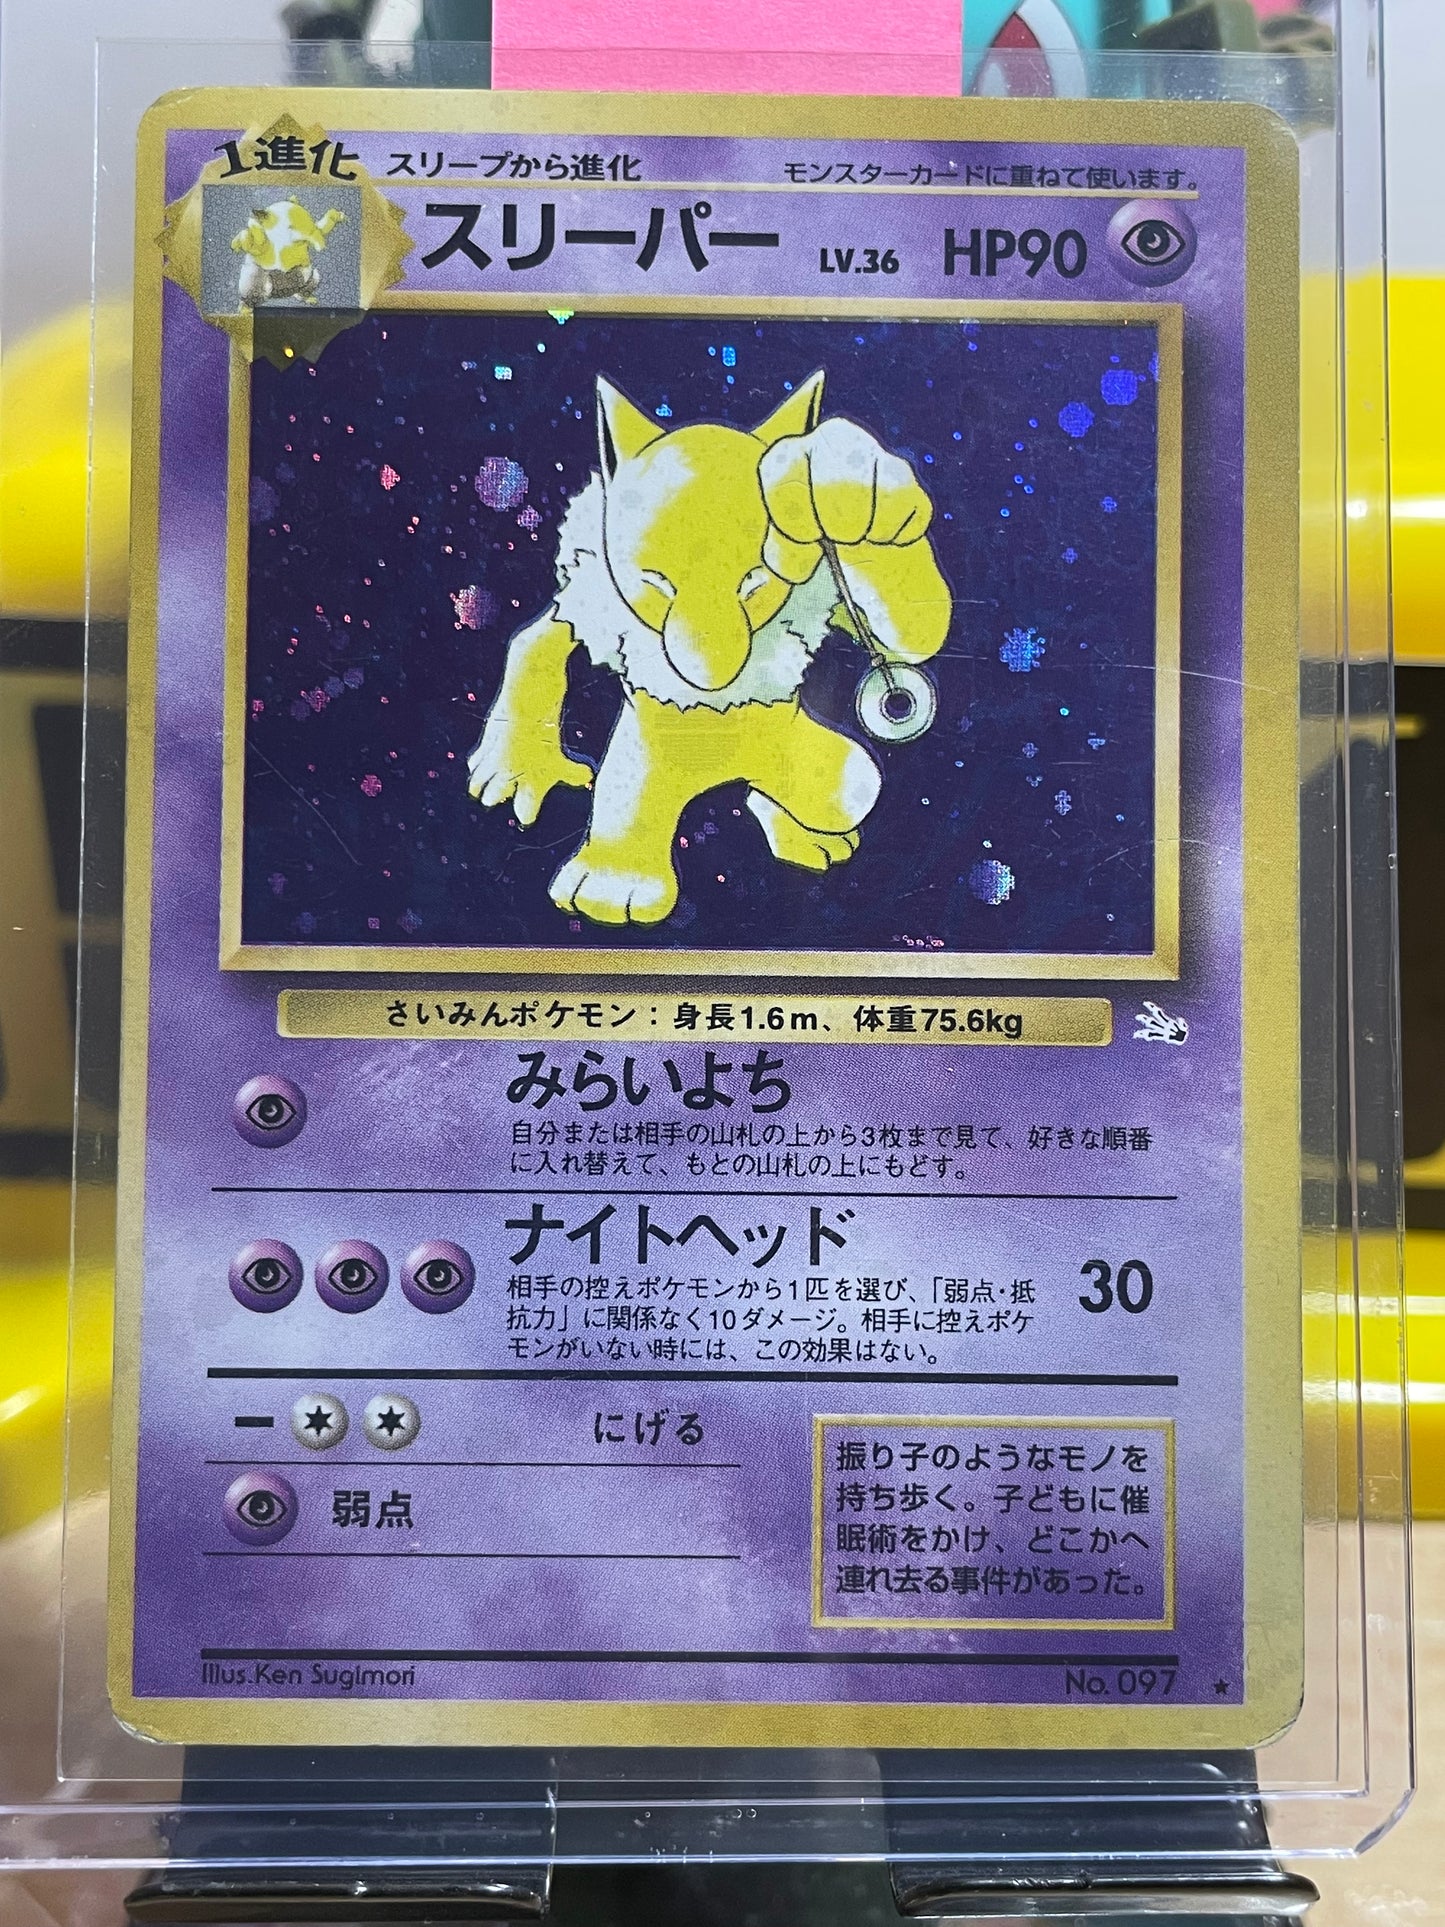 1進化
スリープから進化
モンスターカードに重ねて使います。
スリーパー LV.36 HP90
さいみんポケモン：身長1.6m、体重75.6kg
みらいよち
自分または相手の山札の上から3枚まで見て、好きな順番
に入れ替えて、もとの山札の上にもどす。
ナイトヘッド
30
相手の控えポケモンから1匹を選び、「弱点・抵
抗力」に関係なく10ダメージ。相手に控えポケ
モンがいない時には、この効果はない。
ー にげる
弱点
振り子のようなモノを
持ち歩く。子どもに催
眠術をかけ、どこかへ
連れ去る事件があった。
Illus.Ken Sugimori
No. 097 ★